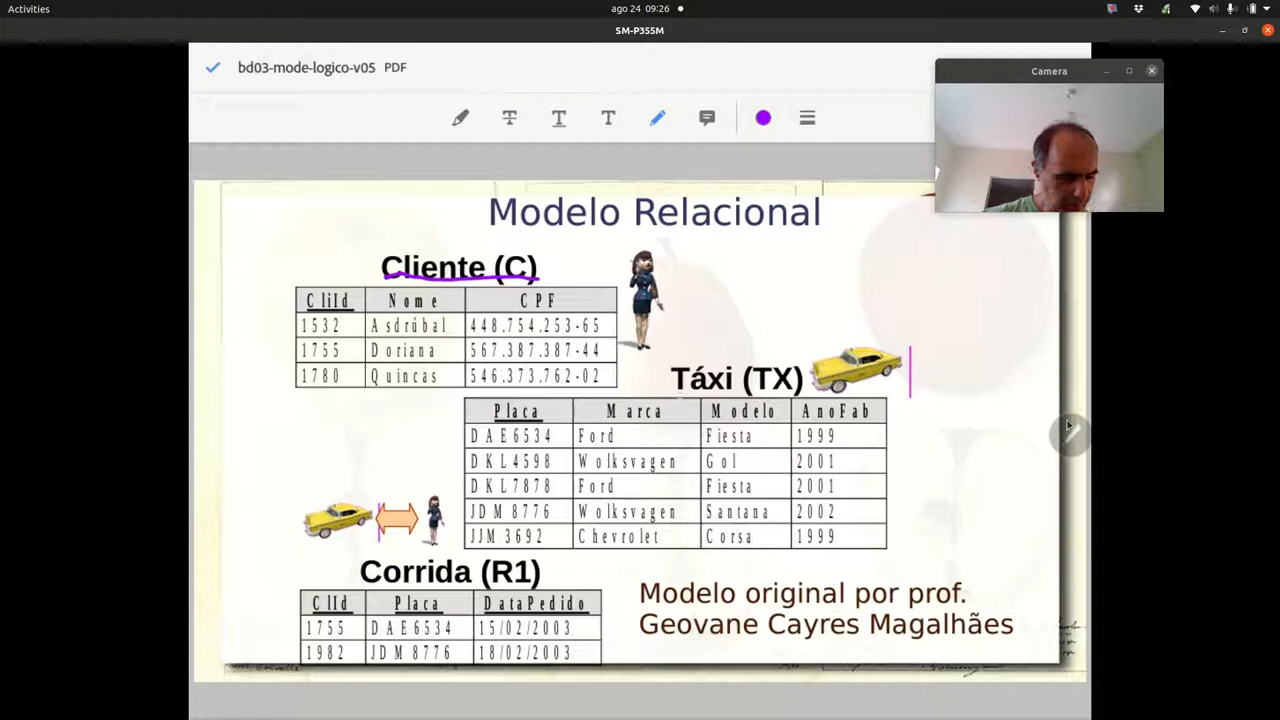 Activities
ago 24 09:26
SM-P355M
bd03-mode-logico-v05 PDF
Camera
Modelo Relacional
Cliente (C)
CliId Nome CPF
1532 Asdrúbal 448.754.253-65
1755 Doriana 567.387.387-44
1780 Quincas 546.373.762-02
Táxi (TX)
Placa Marca Modelo AnoFab
DAE6534 Ford Fiesta 1999
DKL4598 Wolksvagen Gol 2001
DKL7878 Ford Fiesta 2001
JDM8776 Wolksvagen Santana 2002
JJM3692 Chevrolet Corsa 1999
Corrida (R1)
ClId Placa DataPedido
1755 DAE6534 15/02/2003
1982 JDM8776 18/02/2003
Modelo original por prof.
Geovane Cayres Magalhães